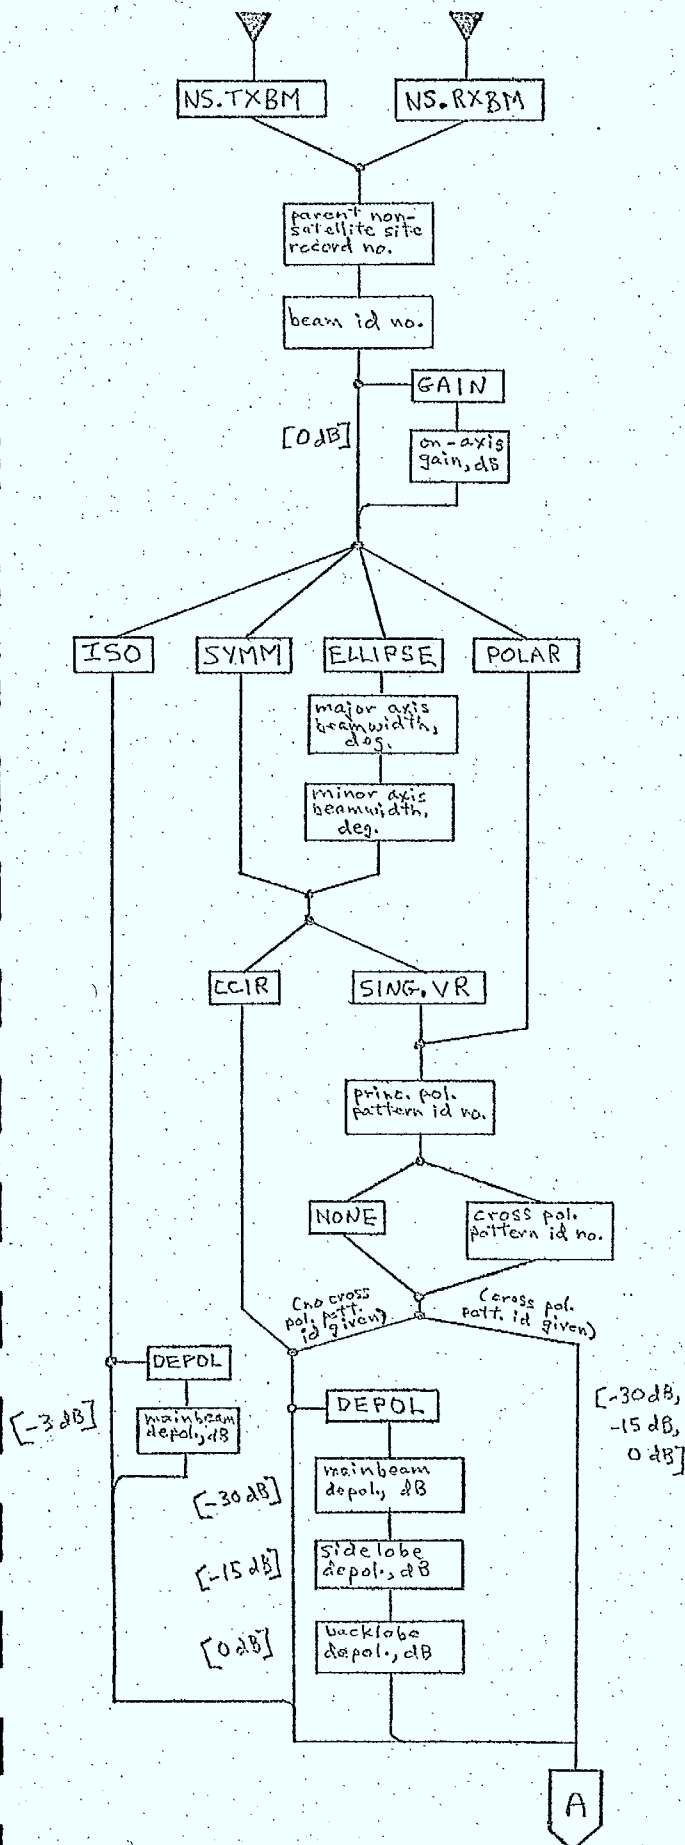 NS.TXBM
NS.RXBM
parent non-
satellite site
record no.
beam id no.
GAIN
[0 dB]
on-axis
gain, dB
ISO
SYMM
ELLIPSE
POLAR
major axis
beamwidth,
deg.
minor axis
beamwidth,
deg.
CCIR
SING.VR
princ. pol.
pattern id no.
NONE
cross pol.
pattern id no.
(no cross
pol. patt.
id given)
(cross pol.
patt. id given)
DEPOL
[-3 dB]
mainbeam
depol., dB
DEPOL
[-30 dB,
-15 dB,
0 dB]
[-30 dB]
mainbeam
depol., dB
[-15 dB]
sidelobe
depol., dB
[0 dB]
backlobe
depol., dB
A